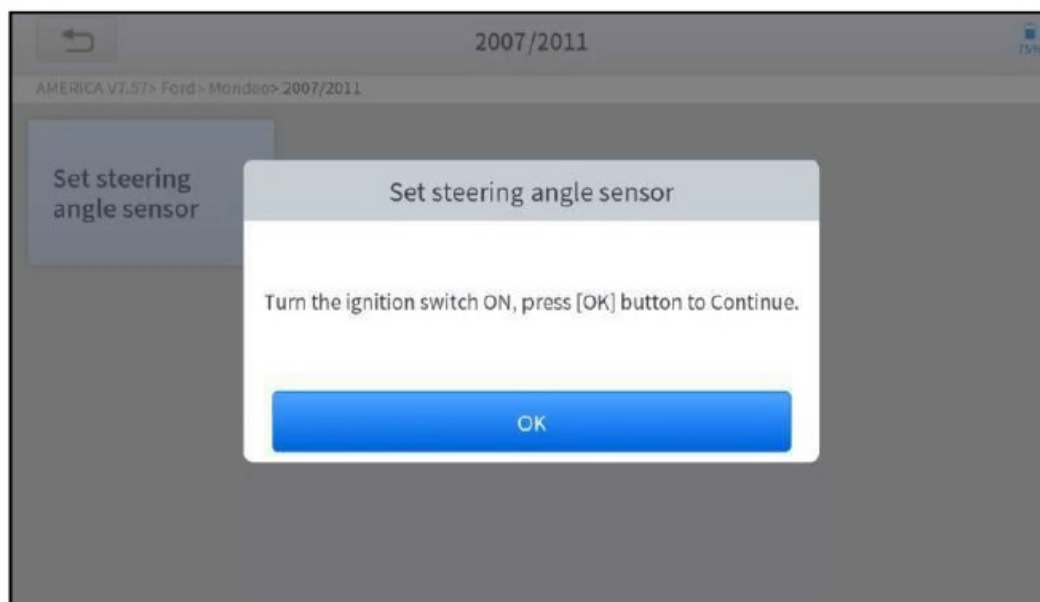 2007/2011
75%
AMERICA V7.57> Ford> Mondeo> 2007/2011
Set steering
angle sensor
Set steering angle sensor
Turn the ignition switch ON, press [OK] button to Continue.
OK